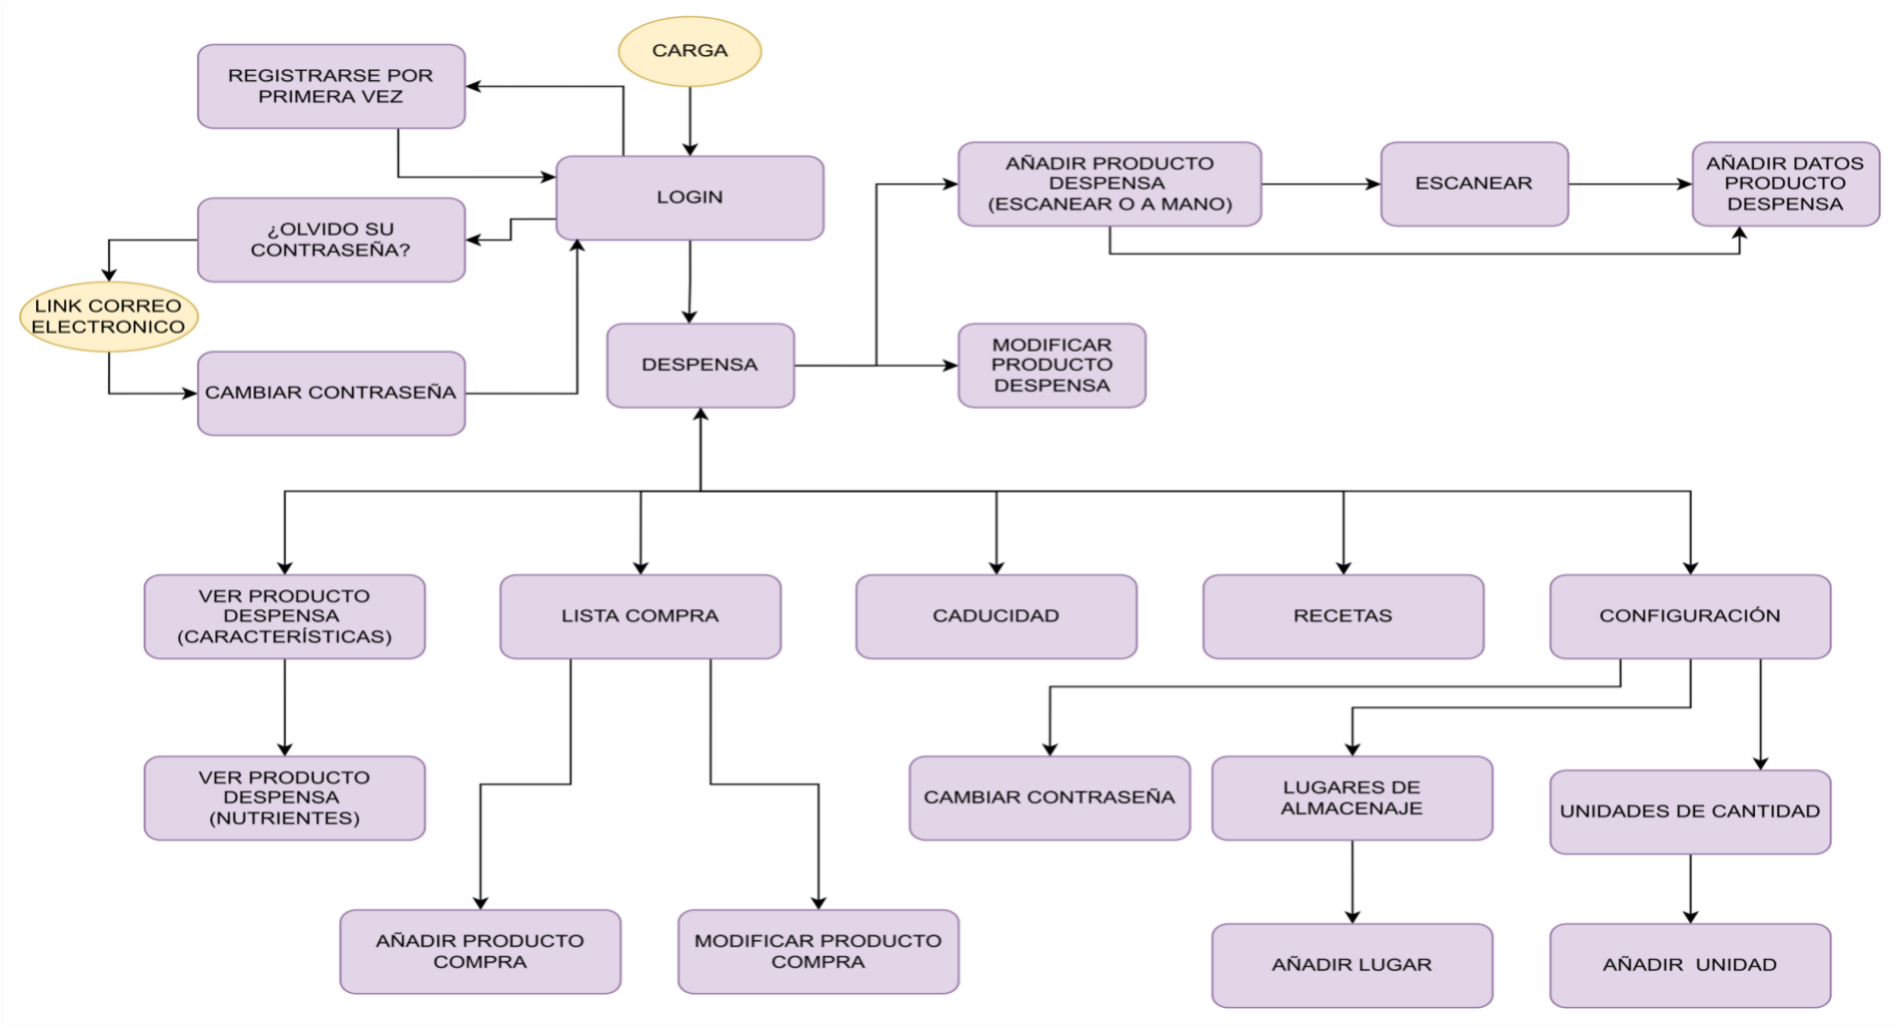 CARGA
REGISTRARSE POR
PRIMERA VEZ
LOGIN
AÑADIR PRODUCTO
DESPENSA
(ESCANEAR O A MANO)
ESCANEAR
AÑADIR DATOS
PRODUCTO
DESPENSA
¿OLVIDO SU
CONTRASEÑA?
LINK CORREO
ELECTRONICO
CAMBIAR CONTRASEÑA
DESPENSA
MODIFICAR
PRODUCTO
DESPENSA
VER PRODUCTO
DESPENSA
(CARACTERÍSTICAS)
LISTA COMPRA
CADUCIDAD
RECETAS
CONFIGURACIÓN
VER PRODUCTO
DESPENSA
(NUTRIENTES)
CAMBIAR CONTRASEÑA
LUGARES DE
ALMACENAJE
UNIDADES DE CANTIDAD
AÑADIR PRODUCTO
COMPRA
MODIFICAR PRODUCTO
COMPRA
AÑADIR LUGAR
AÑADIR  UNIDAD